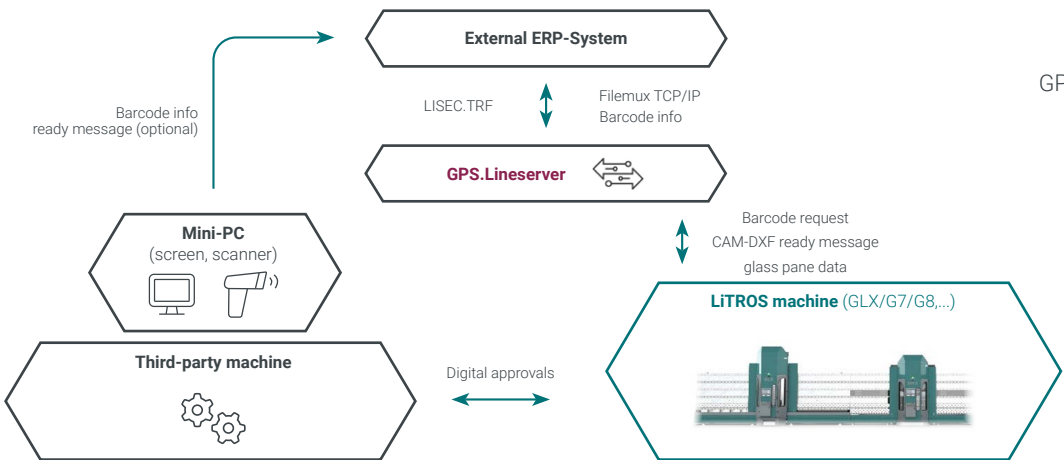 External ERP-System
GP
LISEC.TRF
Filemux TCP/IP
Barcode info
Barcode info
ready message (optional)
GPS.Lineserver
Mini-PC
(screen, scanner)
Barcode request
CAM-DXF ready message
glass pane data
LiTROS machine (GLX/G7/G8,...)
Third-party machine
Digital approvals